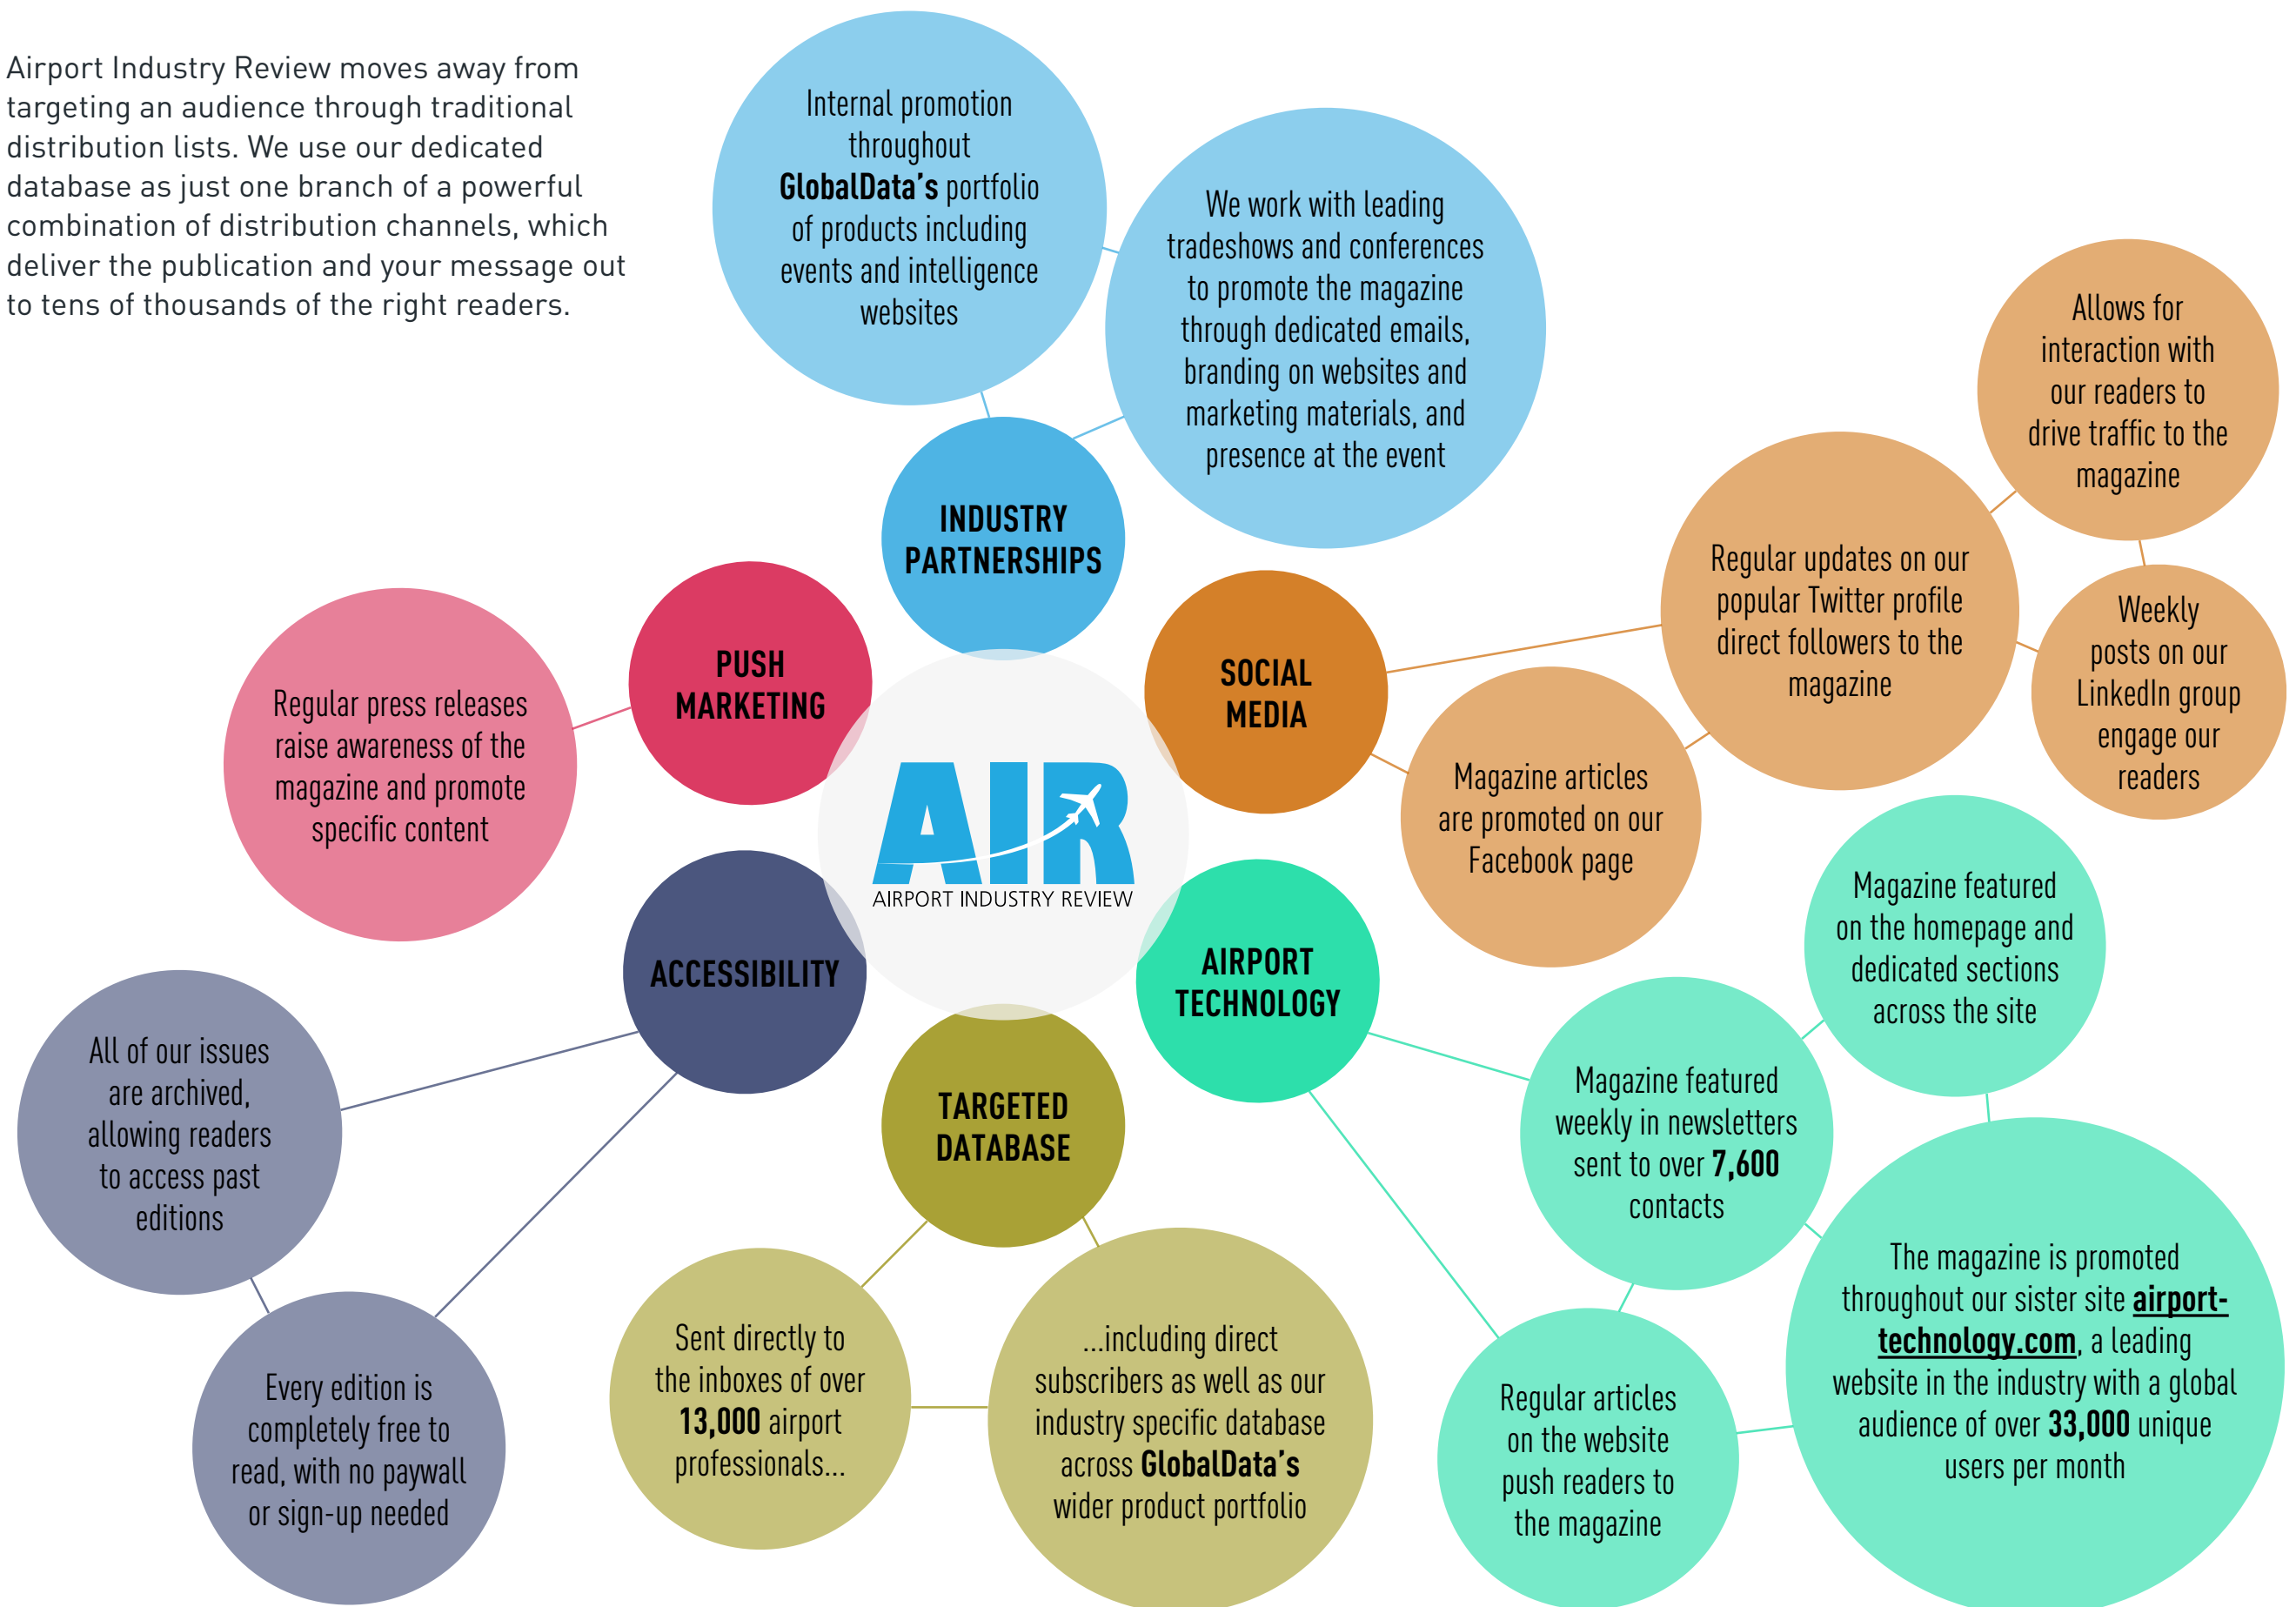 Airport Industry Review moves away from
targeting an audience through traditional
distribution lists. We use our dedicated
database as just one branch of a powerful
combination of distribution channels, which
deliver the publication and your message out
to tens of thousands of the right readers.
Internal promotion
throughout
GlobalData’s portfolio
of products including
events and intelligence
websites
We work with leading
tradeshows and conferences
to promote the magazine
through dedicated emails,
branding on websites and
marketing materials, and
presence at the event
INDUSTRY
PARTNERSHIPS
PUSH
MARKETING
Regular press releases
raise awareness of the
magazine and promote
specific content
SOCIAL
MEDIA
Magazine articles
are promoted on our
Facebook page
Regular updates on our
popular Twitter profile
direct followers to the
magazine
Allows for
interaction with
our readers to
drive traffic to the
magazine
Weekly
posts on our
LinkedIn group
engage our
readers
AIR
AIRPORT INDUSTRY REVIEW
ACCESSIBILITY
All of our issues
are archived,
allowing readers
to access past
editions
Every edition is
completely free to
read, with no paywall
or sign-up needed
TARGETED
DATABASE
Sent directly to
the inboxes of over
13,000 airport
professionals...
...including direct
subscribers as well as our
industry specific database
across GlobalData’s
wider product portfolio
AIRPORT
TECHNOLOGY
Magazine featured
weekly in newsletters
sent to over 7,600
contacts
Magazine featured
on the homepage and
dedicated sections
across the site
Regular articles
on the website
push readers to
the magazine
The magazine is promoted
throughout our sister site airport-
technology.com, a leading
website in the industry with a global
audience of over 33,000 unique
users per month